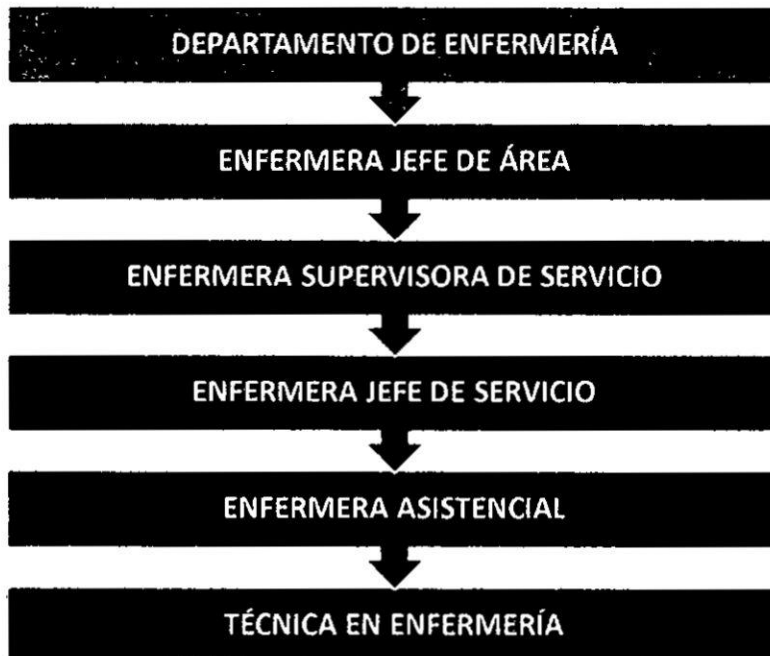 DEPARTAMENTO DE ENFERMERÍA
ENFERMERA JEFE DE ÁREA
ENFERMERA SUPERVISORA DE SERVICIO
ENFERMERA JEFE DE SERVICIO
ENFERMERA ASISTENCIAL
TÉCNICA EN ENFERMERÍA